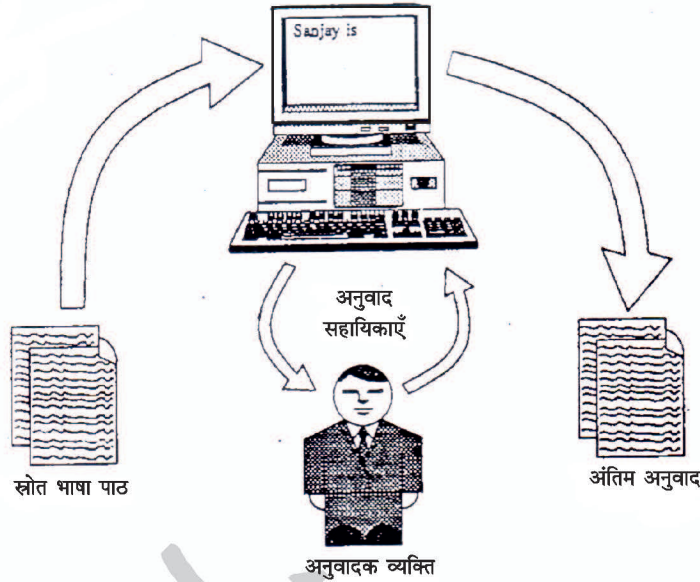 Sanjay is
अनुवाद
सहायिकाएँ
स्रोत भाषा पाठ
अंतिम अनुवाद
अनुवादक व्यक्ति